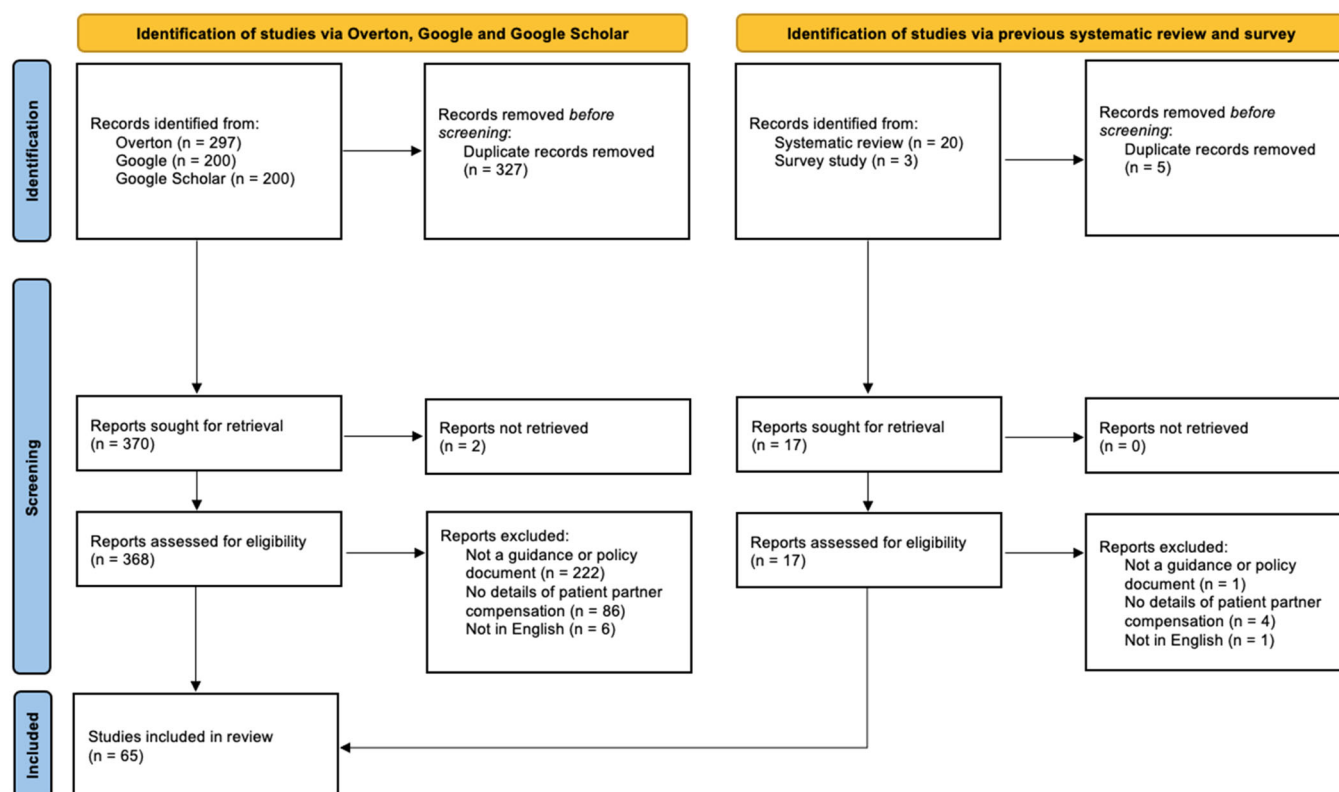 Identification of studies via Overton, Google and Google Scholar
Identification of studies via previous systematic review and survey
Identification
Records identified from:
Overton (n = 297)
Google (n = 200)
Google Scholar (n = 200)
Records removed before
screening:
Duplicate records removed
(n = 327)
Records identified from:
Systematic review (n = 20)
Survey study (n = 3)
Records removed before
screening:
Duplicate records removed
(n = 5)
Screening
Reports sought for retrieval
(n = 370)
Reports not retrieved
(n = 2)
Reports sought for retrieval
(n = 17)
Reports not retrieved
(n = 0)
Reports assessed for eligibility
(n = 368)
Reports excluded:
Not a guidance or policy
document (n = 222)
No details of patient partner
compensation (n = 86)
Not in English (n = 6)
Reports assessed for eligibility
(n = 17)
Reports excluded:
Not a guidance or policy
document (n = 1)
No details of patient partner
compensation (n = 4)
Not in English (n = 1)
Included
Studies included in review
(n = 65)